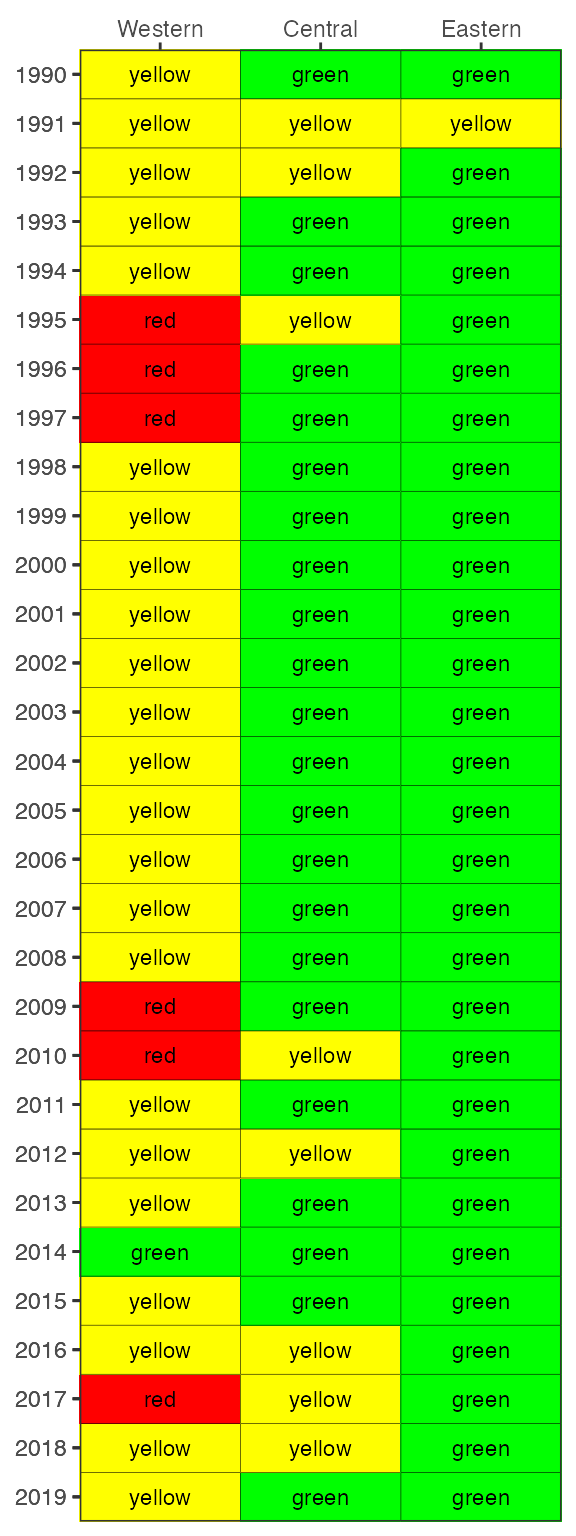 Western Central Eastern
1990 yellow green green
1991 yellow yellow yellow
1992 yellow yellow green
1993 yellow green green
1994 yellow green green
1995 red yellow green
1996 red green green
1997 red green green
1998 yellow green green
1999 yellow green green
2000 yellow green green
2001 yellow green green
2002 yellow green green
2003 yellow green green
2004 yellow green green
2005 yellow green green
2006 yellow green green
2007 yellow green green
2008 yellow green green
2009 red green green
2010 red yellow green
2011 yellow green green
2012 yellow yellow green
2013 yellow green green
2014 green green green
2015 yellow green green
2016 yellow yellow green
2017 red yellow green
2018 yellow yellow green
2019 yellow green green